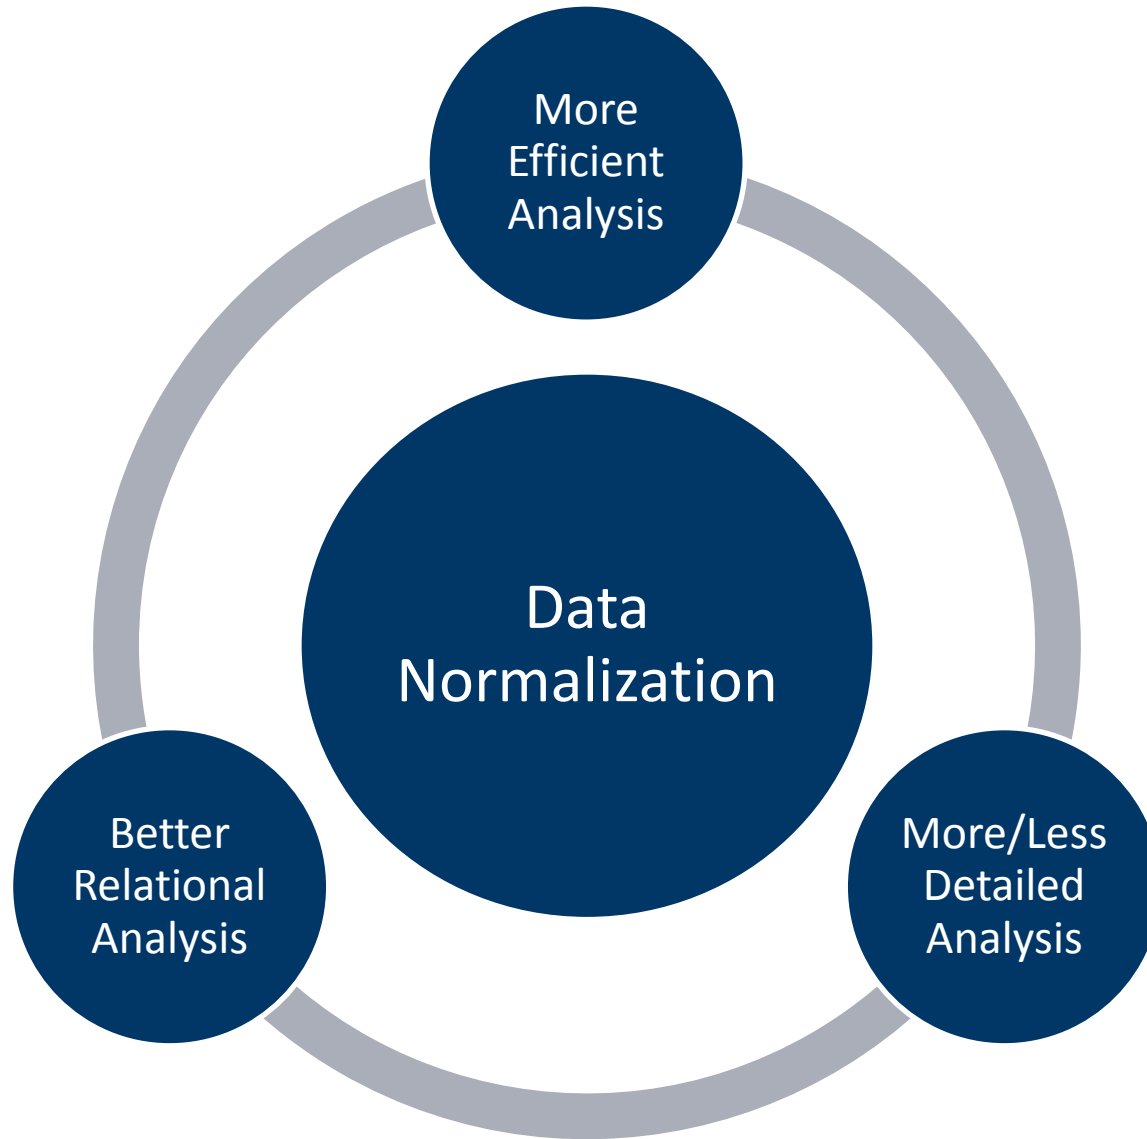 More
Efficient
Analysis
Data
Normalization
Better
Relational
Analysis
More/Less
Detailed
Analysis